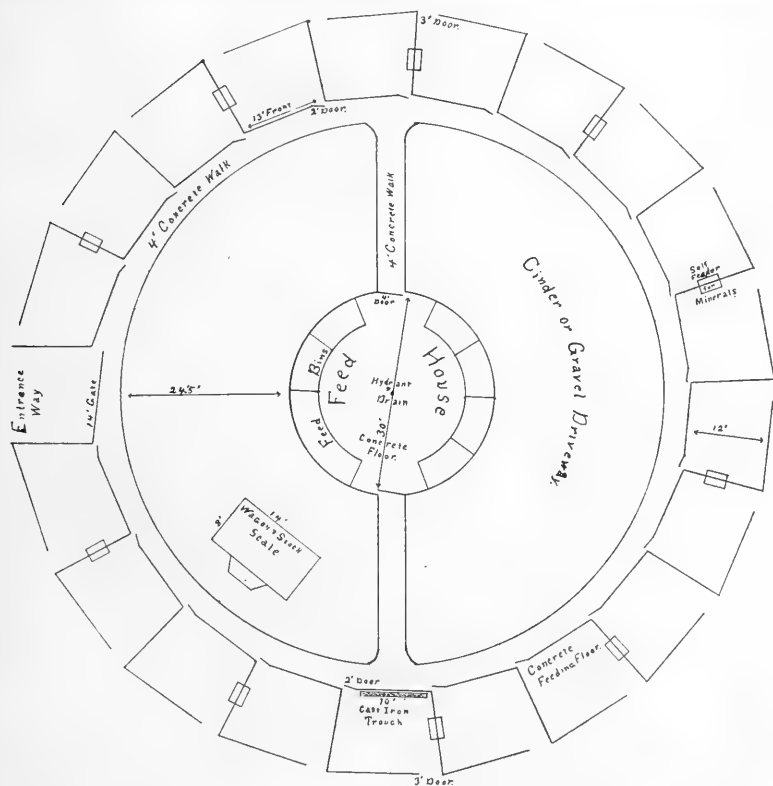 3' Door.
13' Front
2' Door.
4' Concrete Walk
4' Concrete Walk
Cinder or Gravel Driveway.
Self
Feeder
for
Minerals
4'
Door
Feed House
Bins
Feed
Hydrant
Drain
30'
Concrete
Floor.
24.5'
Entrance
Way
14' Gate
12'
14'
Wagon & Stock
Scale
Concrete
Feeding Floor.
2' Door
10'
Cast Iron
Trouch
3' Door.